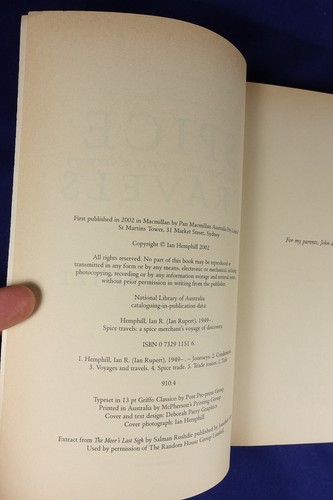 First published in 2002 in Macmillan by Pan Macmillan Australia Pty Limited
St Martins Tower, 31 Market Street, Sydney
Copyright © Ian Hemphill 2002
All rights reserved. No part of this book may be reproduced or
transmitted in any form or by any means, electronic or mechanical, including
photocopying, recording or by any information storage and retrieval system,
without prior permission in writing from the publisher.
National Library of Australia
cataloguing-in-publication data:
Hemphill, Ian R. (Ian Rupert), 1949– .
Spice travels: a spice merchant's voyage of discovery.
ISBN 0 7329 1151 6.
1. Hemphill, Ian R. (Ian Rupert), 1949– . – Journeys. 2.
3. Voyages and travels. 4. Spice trade. 5. Trade routes. I. Title.
910.4
Typeset in 13 pt Griffo Classico by Post Pre-press Group
Printed in Australia by McPherson's Printing Group
Cover and text design: Deborah Parry Graphics
Cover photograph: Ian Hemphill
Extract from The Moor's Last Sigh by Salman Rushdie published by
Used by permission of The Random House Group Limited.
For my parents, John